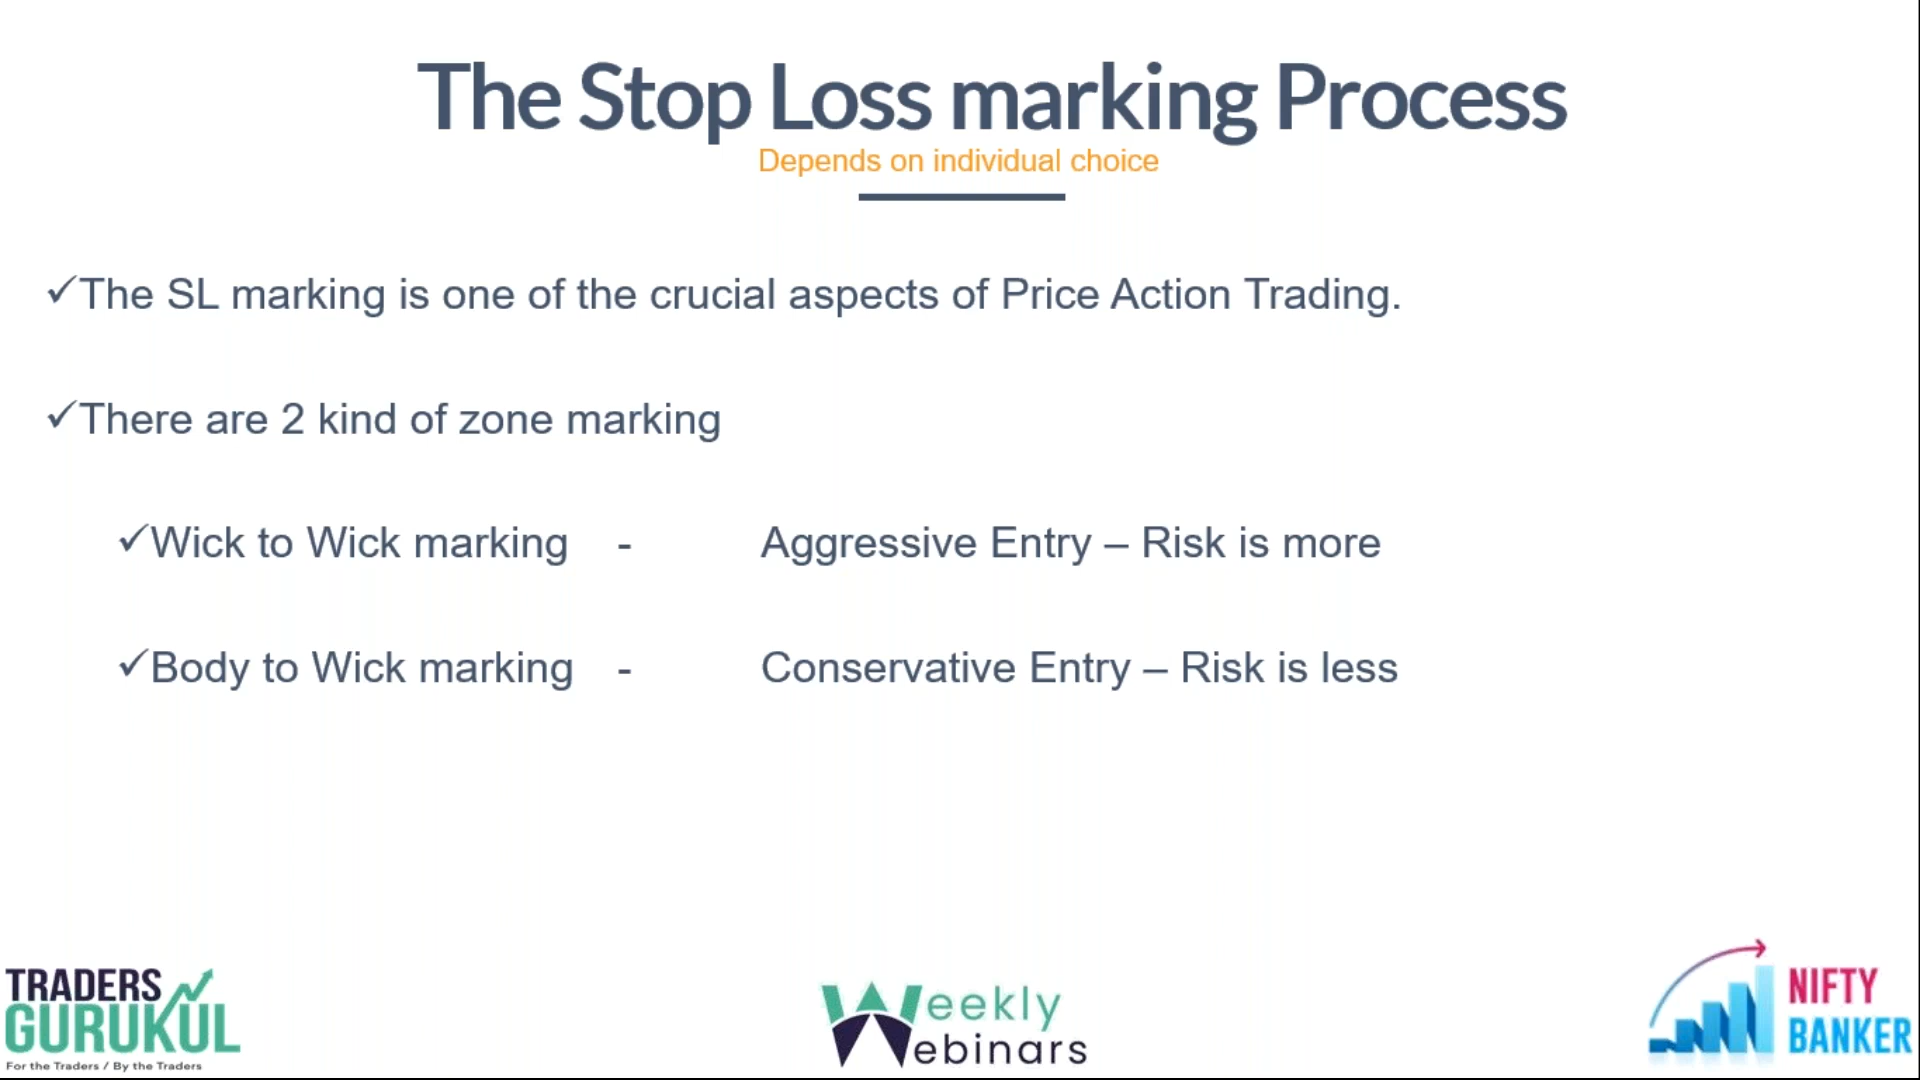 The Stop Loss marking Process
Depends on individual choice
✓The SL marking is one of the crucial aspects of Price Action Trading.
✓There are 2 kind of zone marking
✓Wick to Wick marking - Aggressive Entry – Risk is more
✓Body to Wick marking - Conservative Entry – Risk is less
TRADERS
GURUKUL
For the Traders / By the Traders
Weekly
Webinars
NIFTY
BANKER